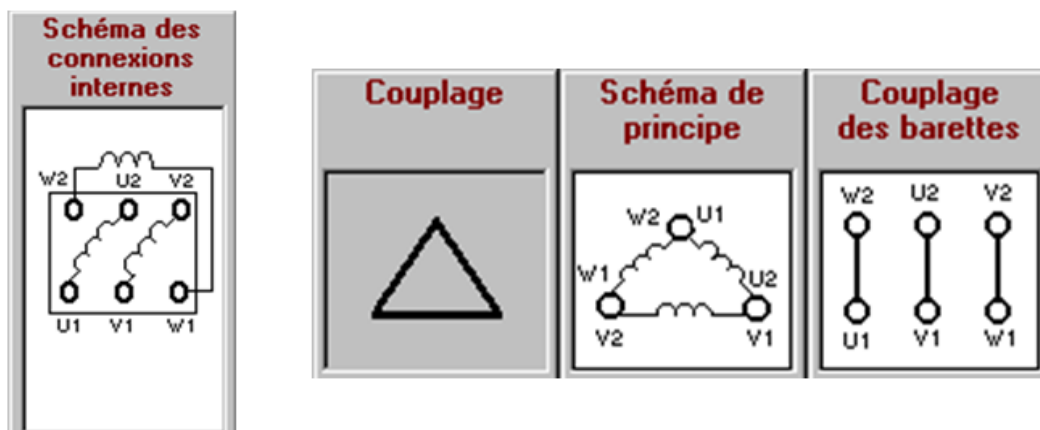 Schéma des
connexions
internes
W2 U2 V2
U1 V1 W1
Couplage
Schéma de
principe
W2 U1
W1 U2
V2 V1
Couplage
des barettes
W2 U2 V2
U1 V1 W1